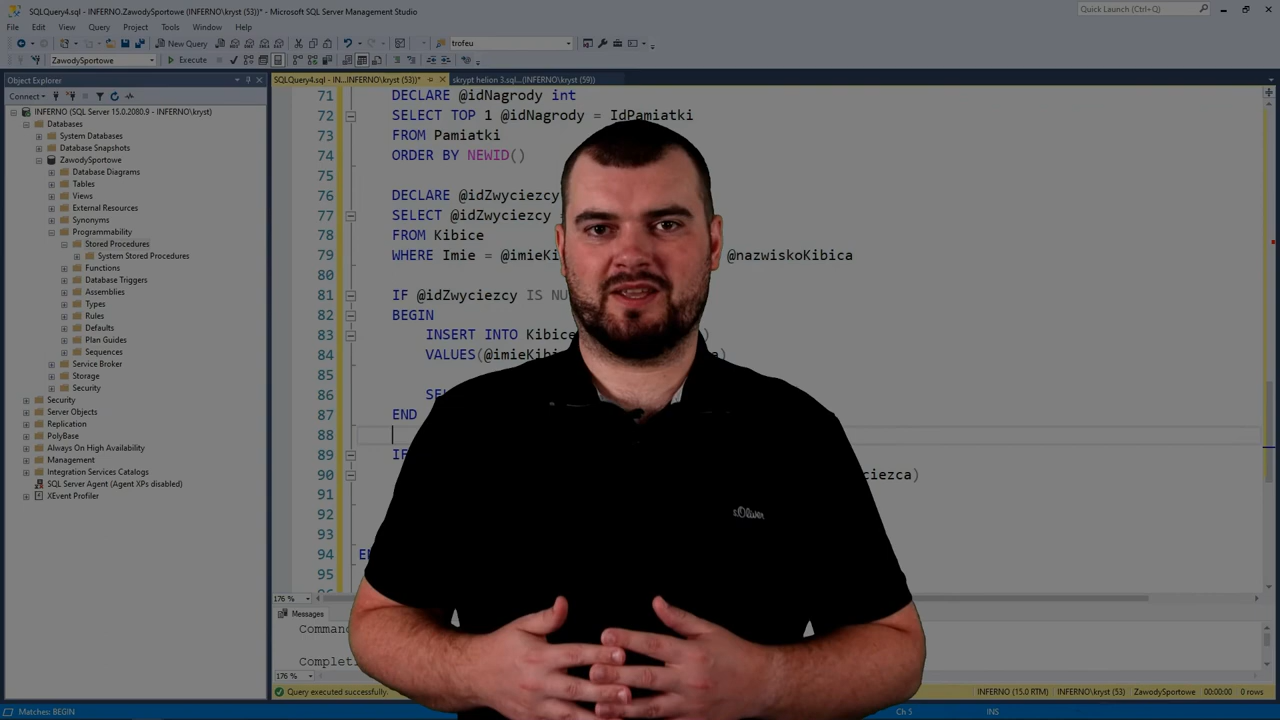 SQLQuery4.sql - INFERNO.ZawodySportowe (INFERNO\kryst (53))* - Microsoft SQL Server Management Studio
Quick Launch (Ctrl+Q)
File Edit View Query Project Tools Window Help
New Query
trofeu
ZawodySportowe
Execute
Object Explorer
Connect
INFERNO (SQL Server 15.0.2080.9 - INFERNO\kryst)
Databases
System Databases
Database Snapshots
ZawodySportowe
Database Diagrams
Tables
Views
External Resources
Synonyms
Programmability
Stored Procedures
System Stored Procedures
Functions
Database Triggers
Assemblies
Types
Rules
Defaults
Plan Guides
Sequences
Service Broker
Storage
Security
Security
Server Objects
Replication
PolyBase
Always On High Availability
Management
Integration Services Catalogs
SQL Server Agent (Agent XPs disabled)
XEvent Profiler
SQLQuery4.sql - IN...INFERNO\kryst (53))*
skrypt helion 3.sql...(INFERNO\kryst (59))
71 DECLARE @idNagrody int
72 SELECT TOP 1 @idNagrody = IdPamiatki
73 FROM Pamiatki
74 ORDER BY NEWID()
75
76 DECLARE @idZwyciezcy
77 SELECT @idZwyciezcy
78 FROM Kibice
79 WHERE Imie = @imieKi @nazwiskoKibica
80
81 IF @idZwyciezcy IS NU
82 BEGIN
83 INSERT INTO Kibice )
84 VALUES(@imieKibi a)
85
86 SE
87 END
88
89 IF
90 ciezca)
91
92
93
94 EN
95
176 %
Messages
Comman
Completi
176 %
Query executed successfully.
INFERNO (15.0 RTM) INFERNO\kryst (53) ZawodySportowe 00:00:00 0 rows
Matches: BEGIN
Ch 5
INS
s.Oliver